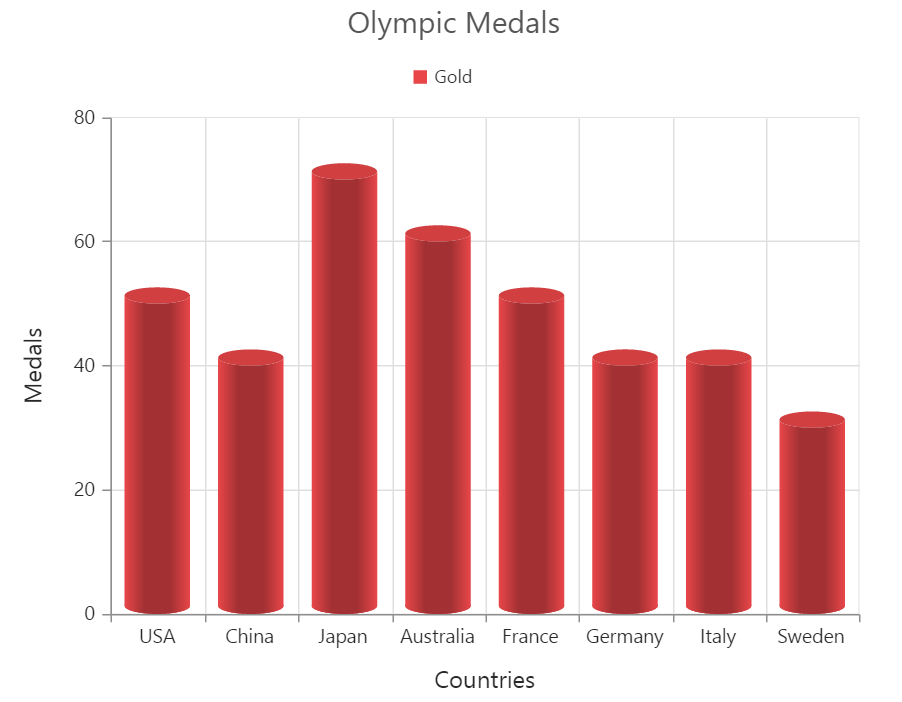 Olympic Medals
Gold
80
60
40
20
0
Medals
USA China Japan Australia France Germany Italy Sweden
Countries